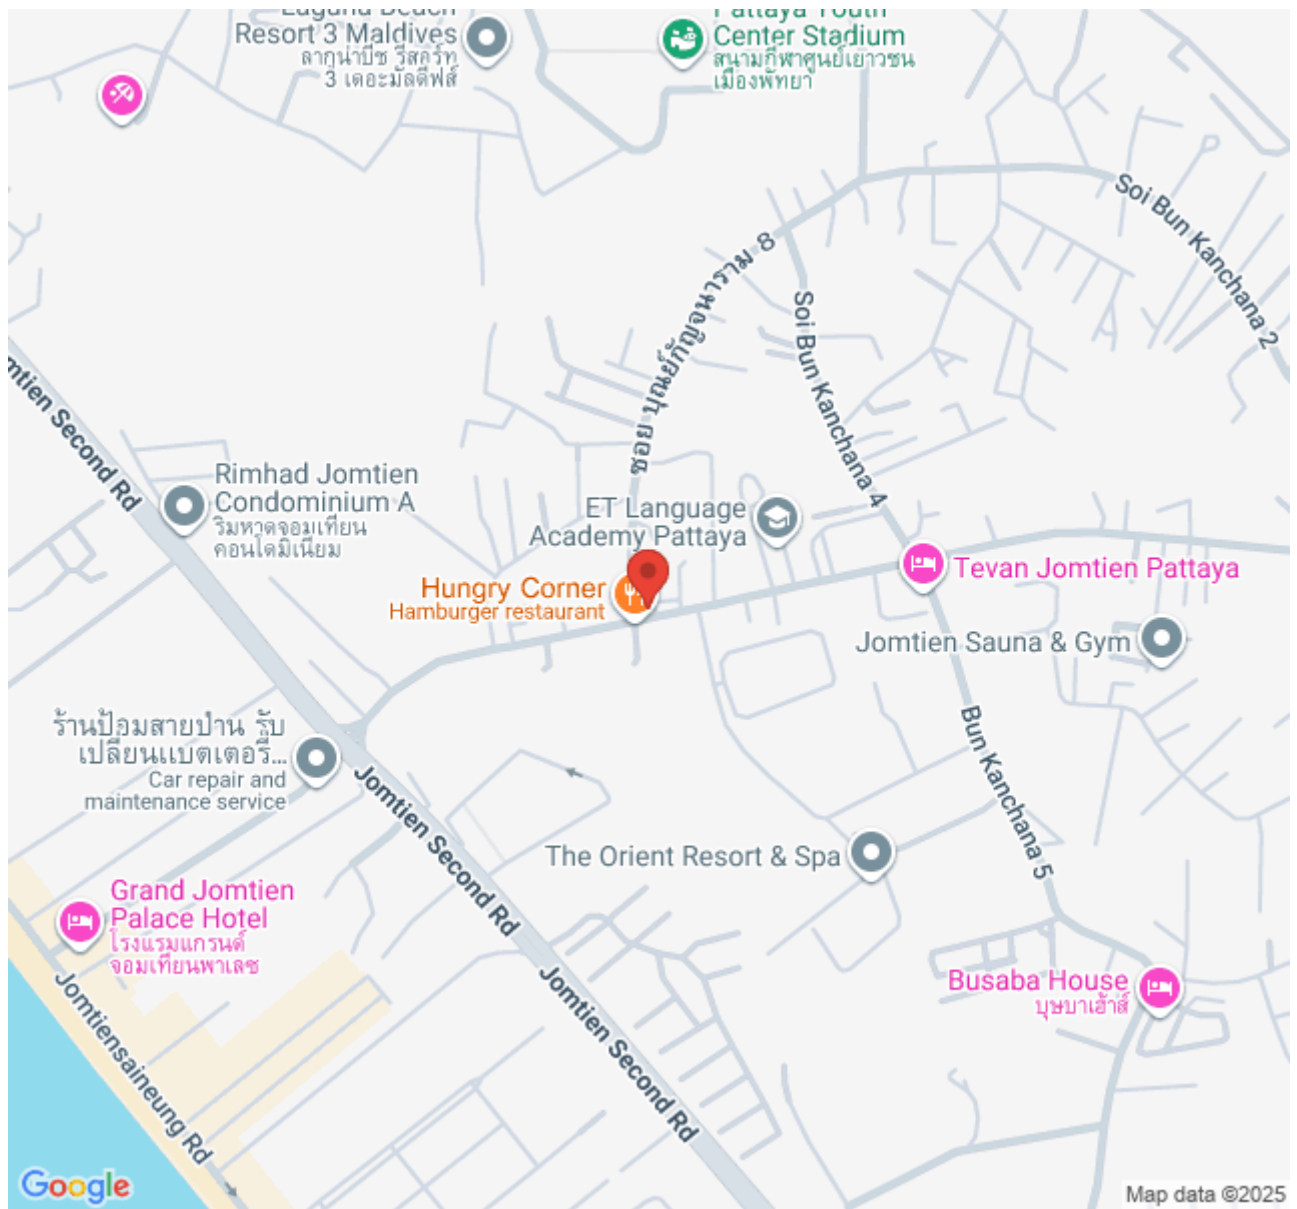 Laguna Beach
Resort 3 Maldives
ลากูน่าบีช รีสอร์ท
3 เดอะมัลดีฟส์
Pattaya Youth
Center Stadium
สนามกีฬาศูนย์เยาวชน
เมืองพัทยา
Soi Bun Kanchana 2
ซอย บุณย์กัญจนาราม 8
Soi Bun Kanchana 4
mtien Second Rd
Rimhad Jomtien
Condominium A
ริมหาดจอมเทียน
คอนโดมิเนียม
ET Language
Academy Pattaya
Hungry Corner
Hamburger restaurant
Tevan Jomtien Pattaya
Jomtien Sauna & Gym
ร้านป้อมสายป่าน รับ
เปลี่ยนแบตเตอรี่...
Car repair and
maintenance service
Jomtien Second Rd
Bun Kanchana 5
The Orient Resort & Spa
Grand Jomtien
Palace Hotel
โรงแรมแกรนด์
จอมเทียนพาเลซ
Busaba House
บุษบาเฮ้าส์
Jomtien Second Rd
Jomtiensaineung Rd
Google
Map data ©2025